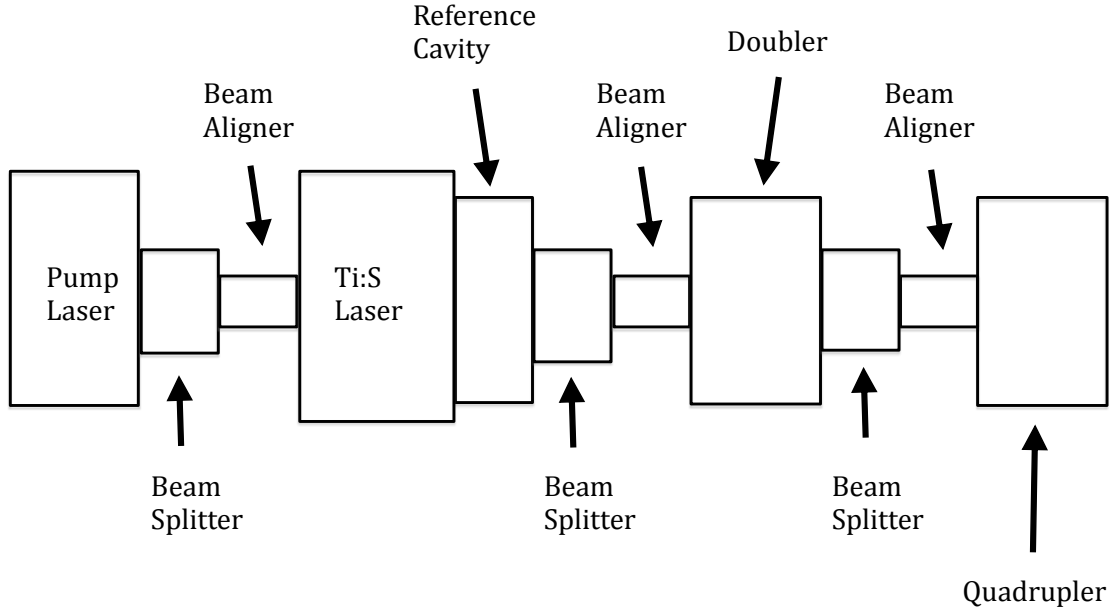 Reference
Cavity
Doubler
Beam
Aligner
Beam
Aligner
Beam
Aligner
Pump
Laser
Ti:S
Laser
Beam
Splitter
Beam
Splitter
Beam
Splitter
Quadrupler